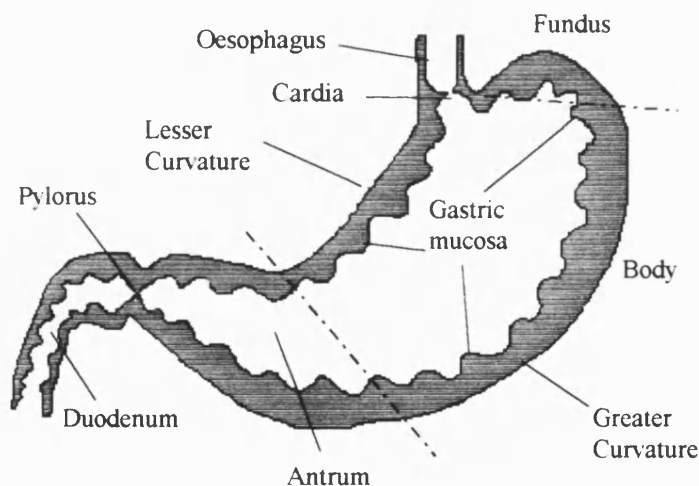 Fundus
Oesophagus
Cardia
Lesser
Curvature
Pylorus
Gastric
mucosa
Body
Duodenum
Greater
Curvature
Antrum